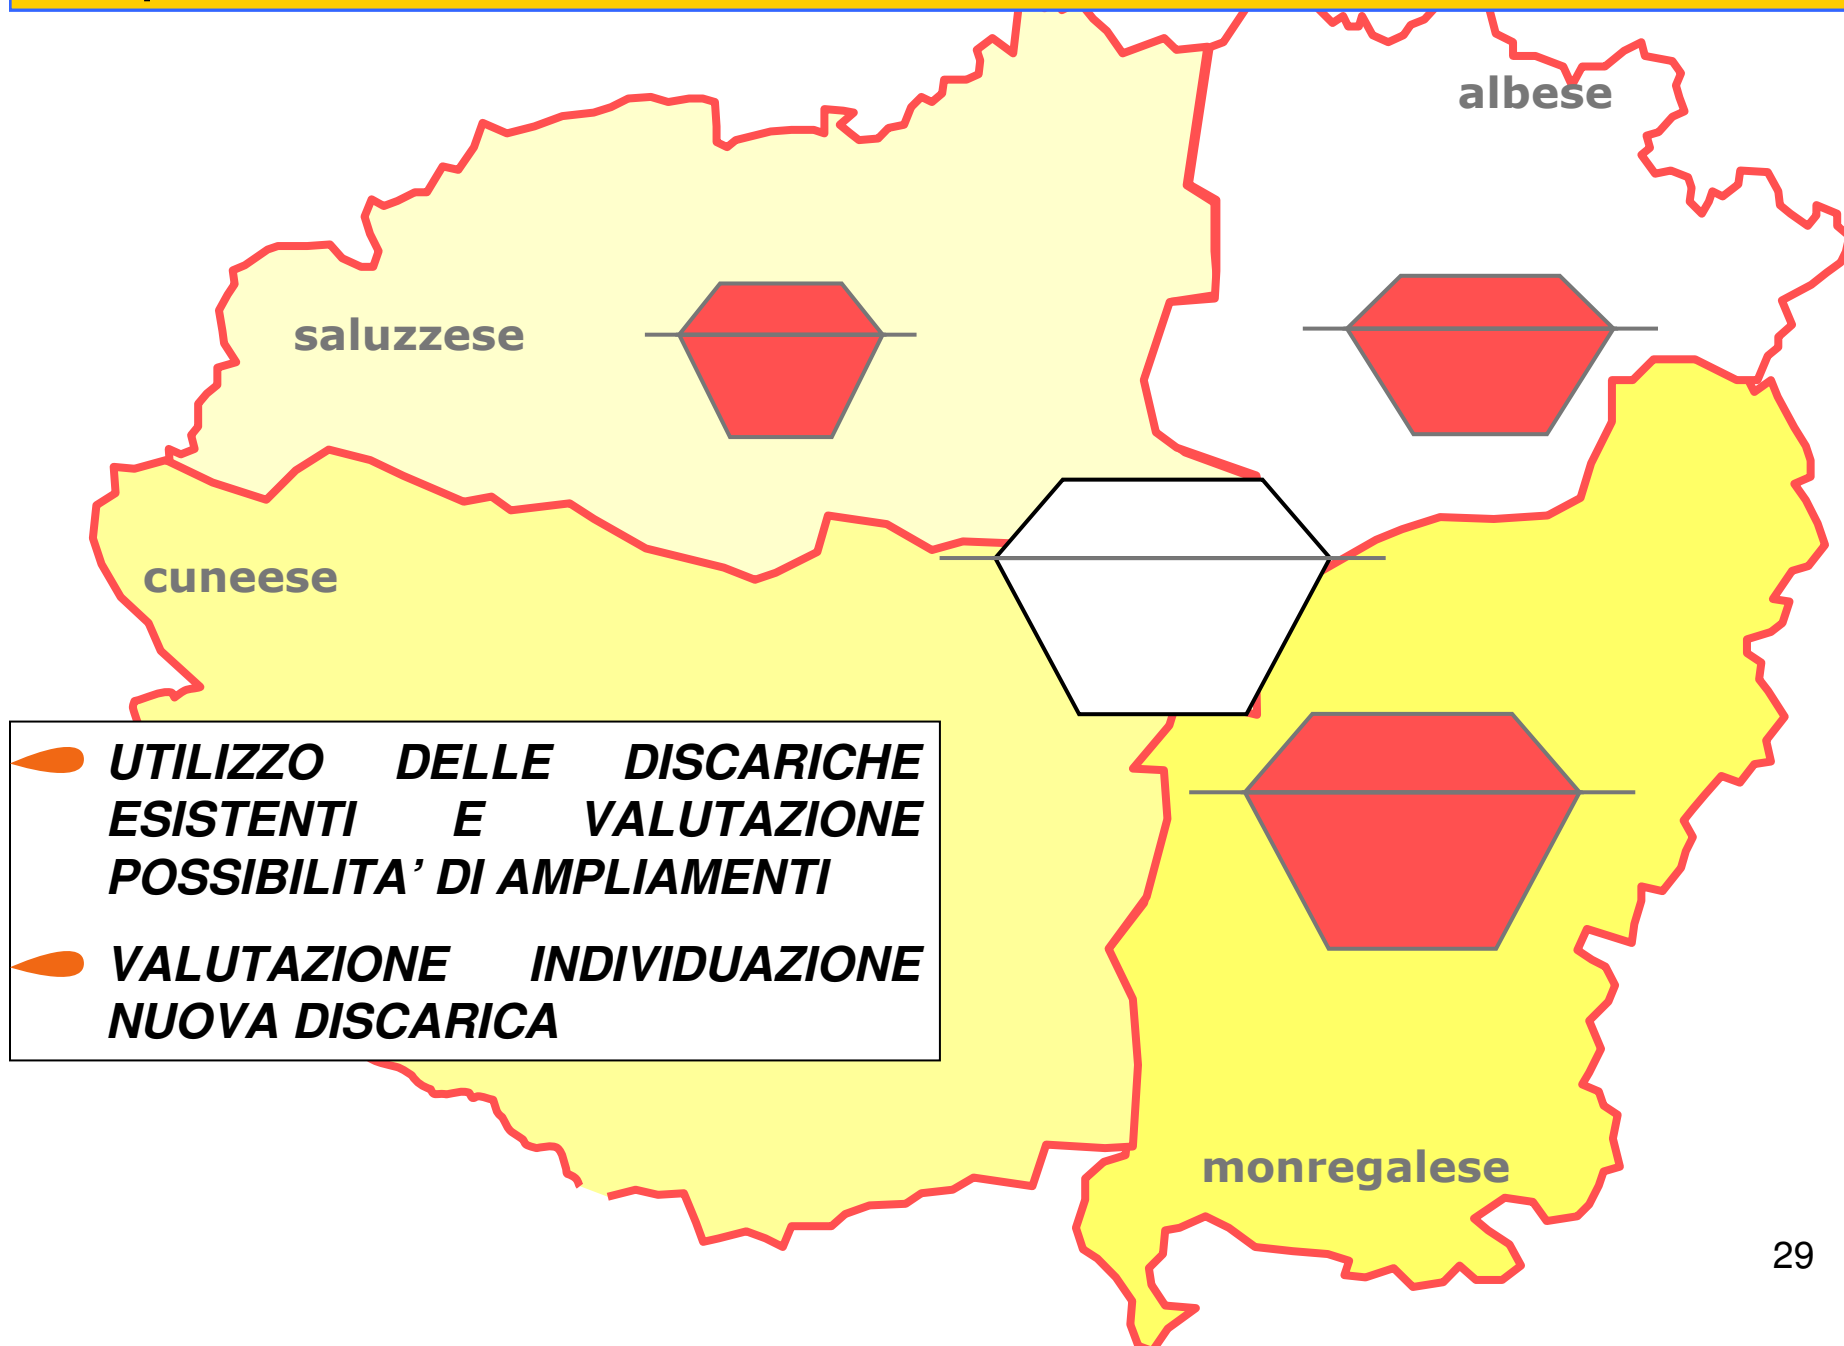 albese
saluzzese
cuneese
UTILIZZO DELLE DISCARICHE
ESISTENTI E VALUTAZIONE
POSSIBILITA’ DI AMPLIAMENTI
VALUTAZIONE INDIVIDUAZIONE
NUOVA DISCARICA
monregalese
29